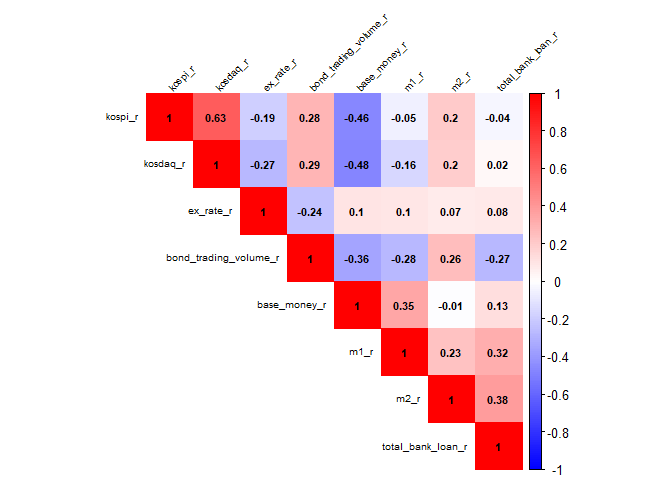 kospi_r
kosdaq_r
ex_rate_r
bond_trading_volume_r
base_money_r
m1_r
m2_r
total_bank_loan_r
kospi_r 1 0.63 -0.19 0.28 -0.46 -0.05 0.2 -0.04
kosdaq_r 1 -0.27 0.29 -0.48 -0.16 0.2 0.02
ex_rate_r 1 -0.24 0.1 0.1 0.07 0.08
bond_trading_volume_r 1 -0.36 -0.28 0.26 -0.27
base_money_r 1 0.35 -0.01 0.13
m1_r 1 0.23 0.32
m2_r 1 0.38
total_bank_loan_r 1
1
0.8
0.6
0.4
0.2
0
-0.2
-0.4
-0.6
-0.8
-1